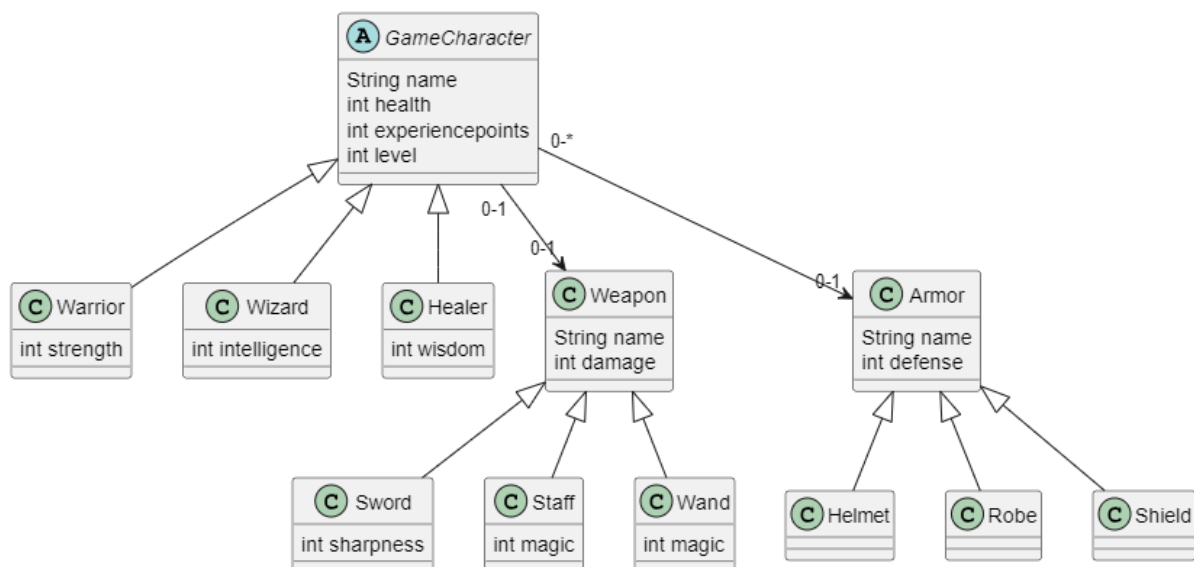 A GameCharacter
String name
int health
int experiencepoints
int level
0-*
0-1
0-1
0-1
C Warrior
int strength
C Wizard
int intelligence
C Healer
int wisdom
C Weapon
String name
int damage
C Armor
String name
int defense
C Sword
int sharpness
C Staff
int magic
C Wand
int magic
C Helmet
C Robe
C Shield